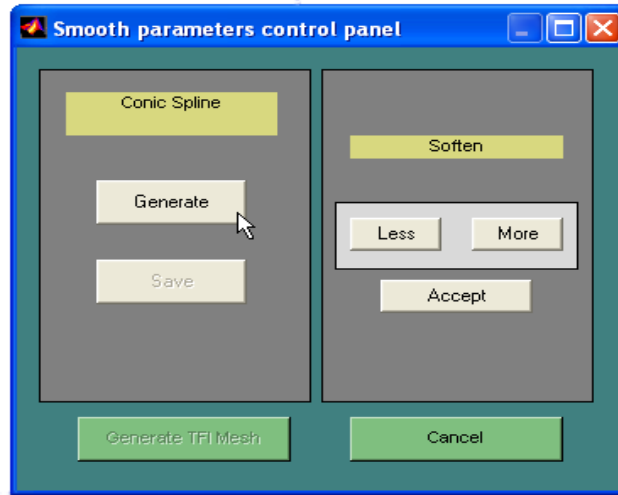 Smooth parameters control panel
Conic Spline
Generate
Save
Soften
Less More
Accept
Generate TFI Mesh
Cancel